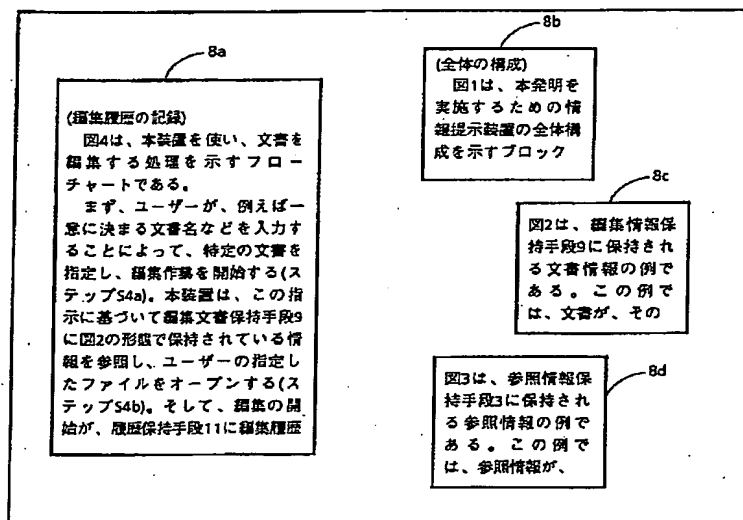 8a
(編集履歴の記録)
図4は、本装置を使い、文書を
編集する処理を示すフロー
チャートである。
まず、ユーザーが、例えば一
意に決まる文書名などを入力す
ることによって、特定の文書を
指定し、編集作業を開始する(ス
テップS4a)。本装置は、この指
示に基づいて編集文書保持手段9
に図2の形態で保持されている情
報を参照し、ユーザーの指定し
たファイルをオープンする(ス
テップS4b)。そして、編集の開
始が、履歴保持手段11に編集履歴
8b
(全体の構成)
図1は、本発明を
実施するための情
報提示装置の全体構
成を示すブロック
8c
図2は、編集情報保
持手段9に保持され
る文書情報の例で
ある。この例で
は、文書が、その
8d
図3は、参照情報保
持手段3に保持され
る参照情報の例で
ある。この例で
は、参照情報が、